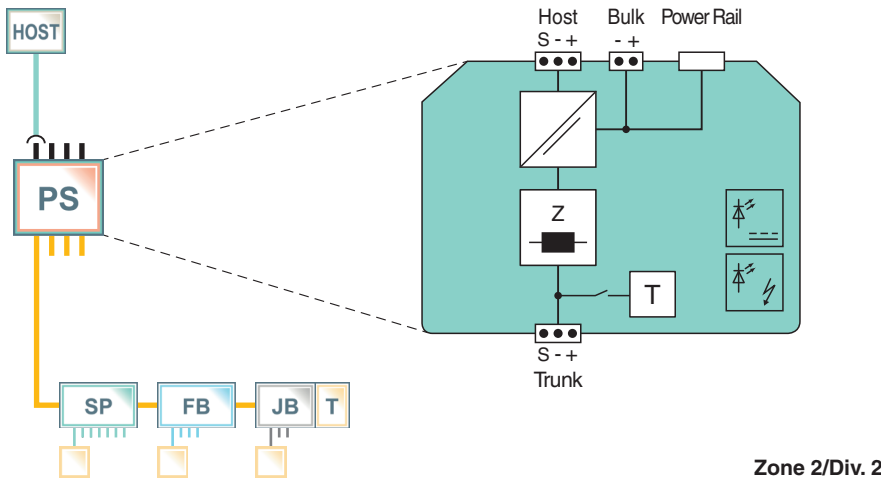 HOST
Host Bulk Power Rail
S - + - +
PS
Z
T
S - +
Trunk
SP FB JB T
Zone 2/Div. 2